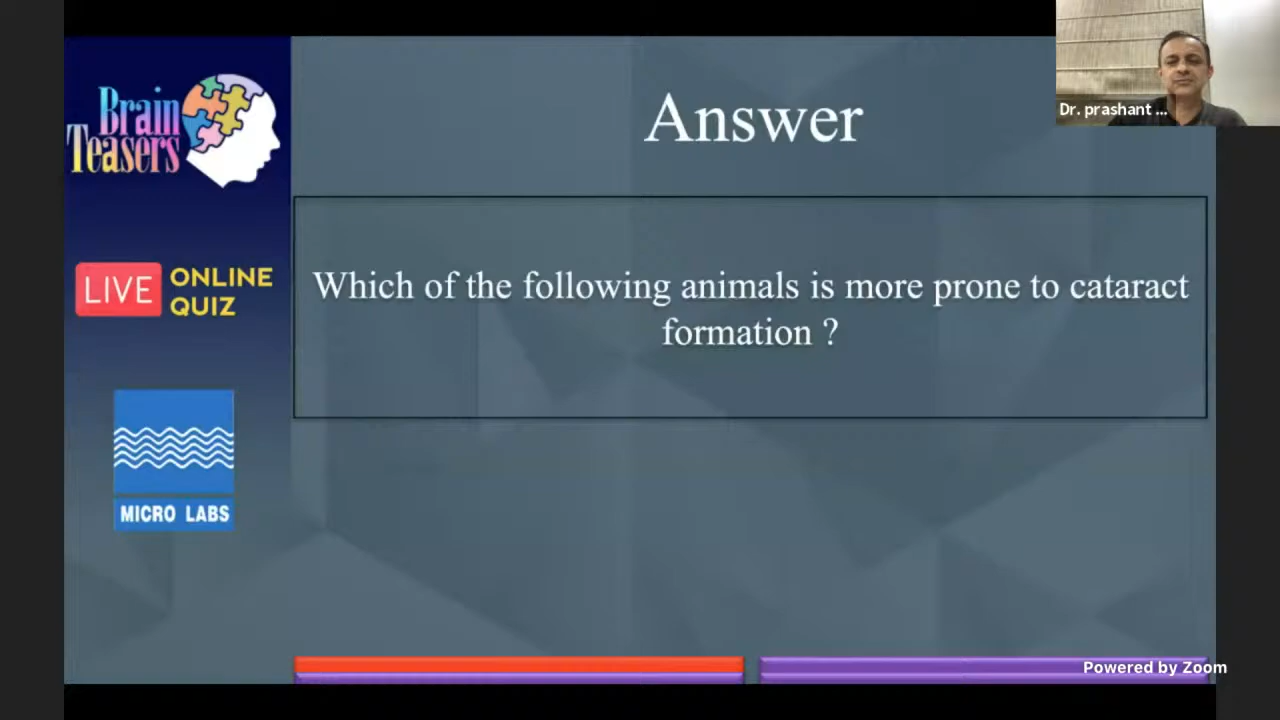 Brain
Teasers
LIVE ONLINE
QUIZ
MICRO LABS
Answer
Which of the following animals is more prone to cataract
formation ?
Dr. prashant ...
Powered by Zoom